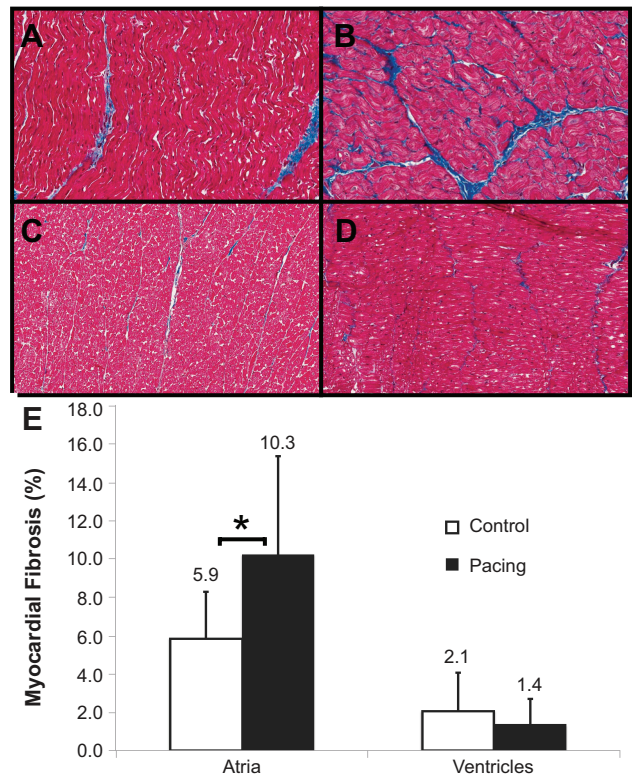 A
B
C
D
E
Myocardial Fibrosis (%)
18.0
16.0
14.0
12.0
10.0
8.0
6.0
4.0
2.0
0.0
5.9
*
10.3
2.1
1.4
Control
Pacing
Atria
Ventricles